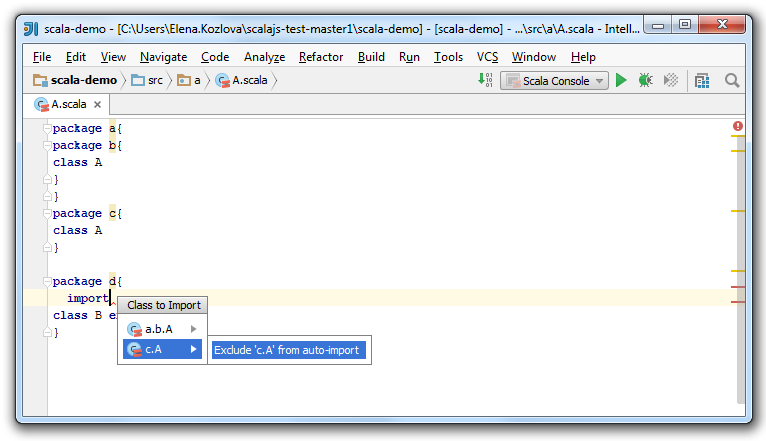 scala-demo - [C:\Users\Elena.Kozlova\scalajs-test-master1\scala-demo] - [scala-demo] - ...\src\a\A.scala - Intell...
File Edit View Navigate Code Analyze Refactor Build Run Tools VCS Window Help
scala-demo src a A.scala Scala Console
A.scala
package a{
package b{
class A
}
}
package c{
class A
}
package d{
import
Class to Import
class B e
a.b.A
}
c.A Exclude 'c.A' from auto-import